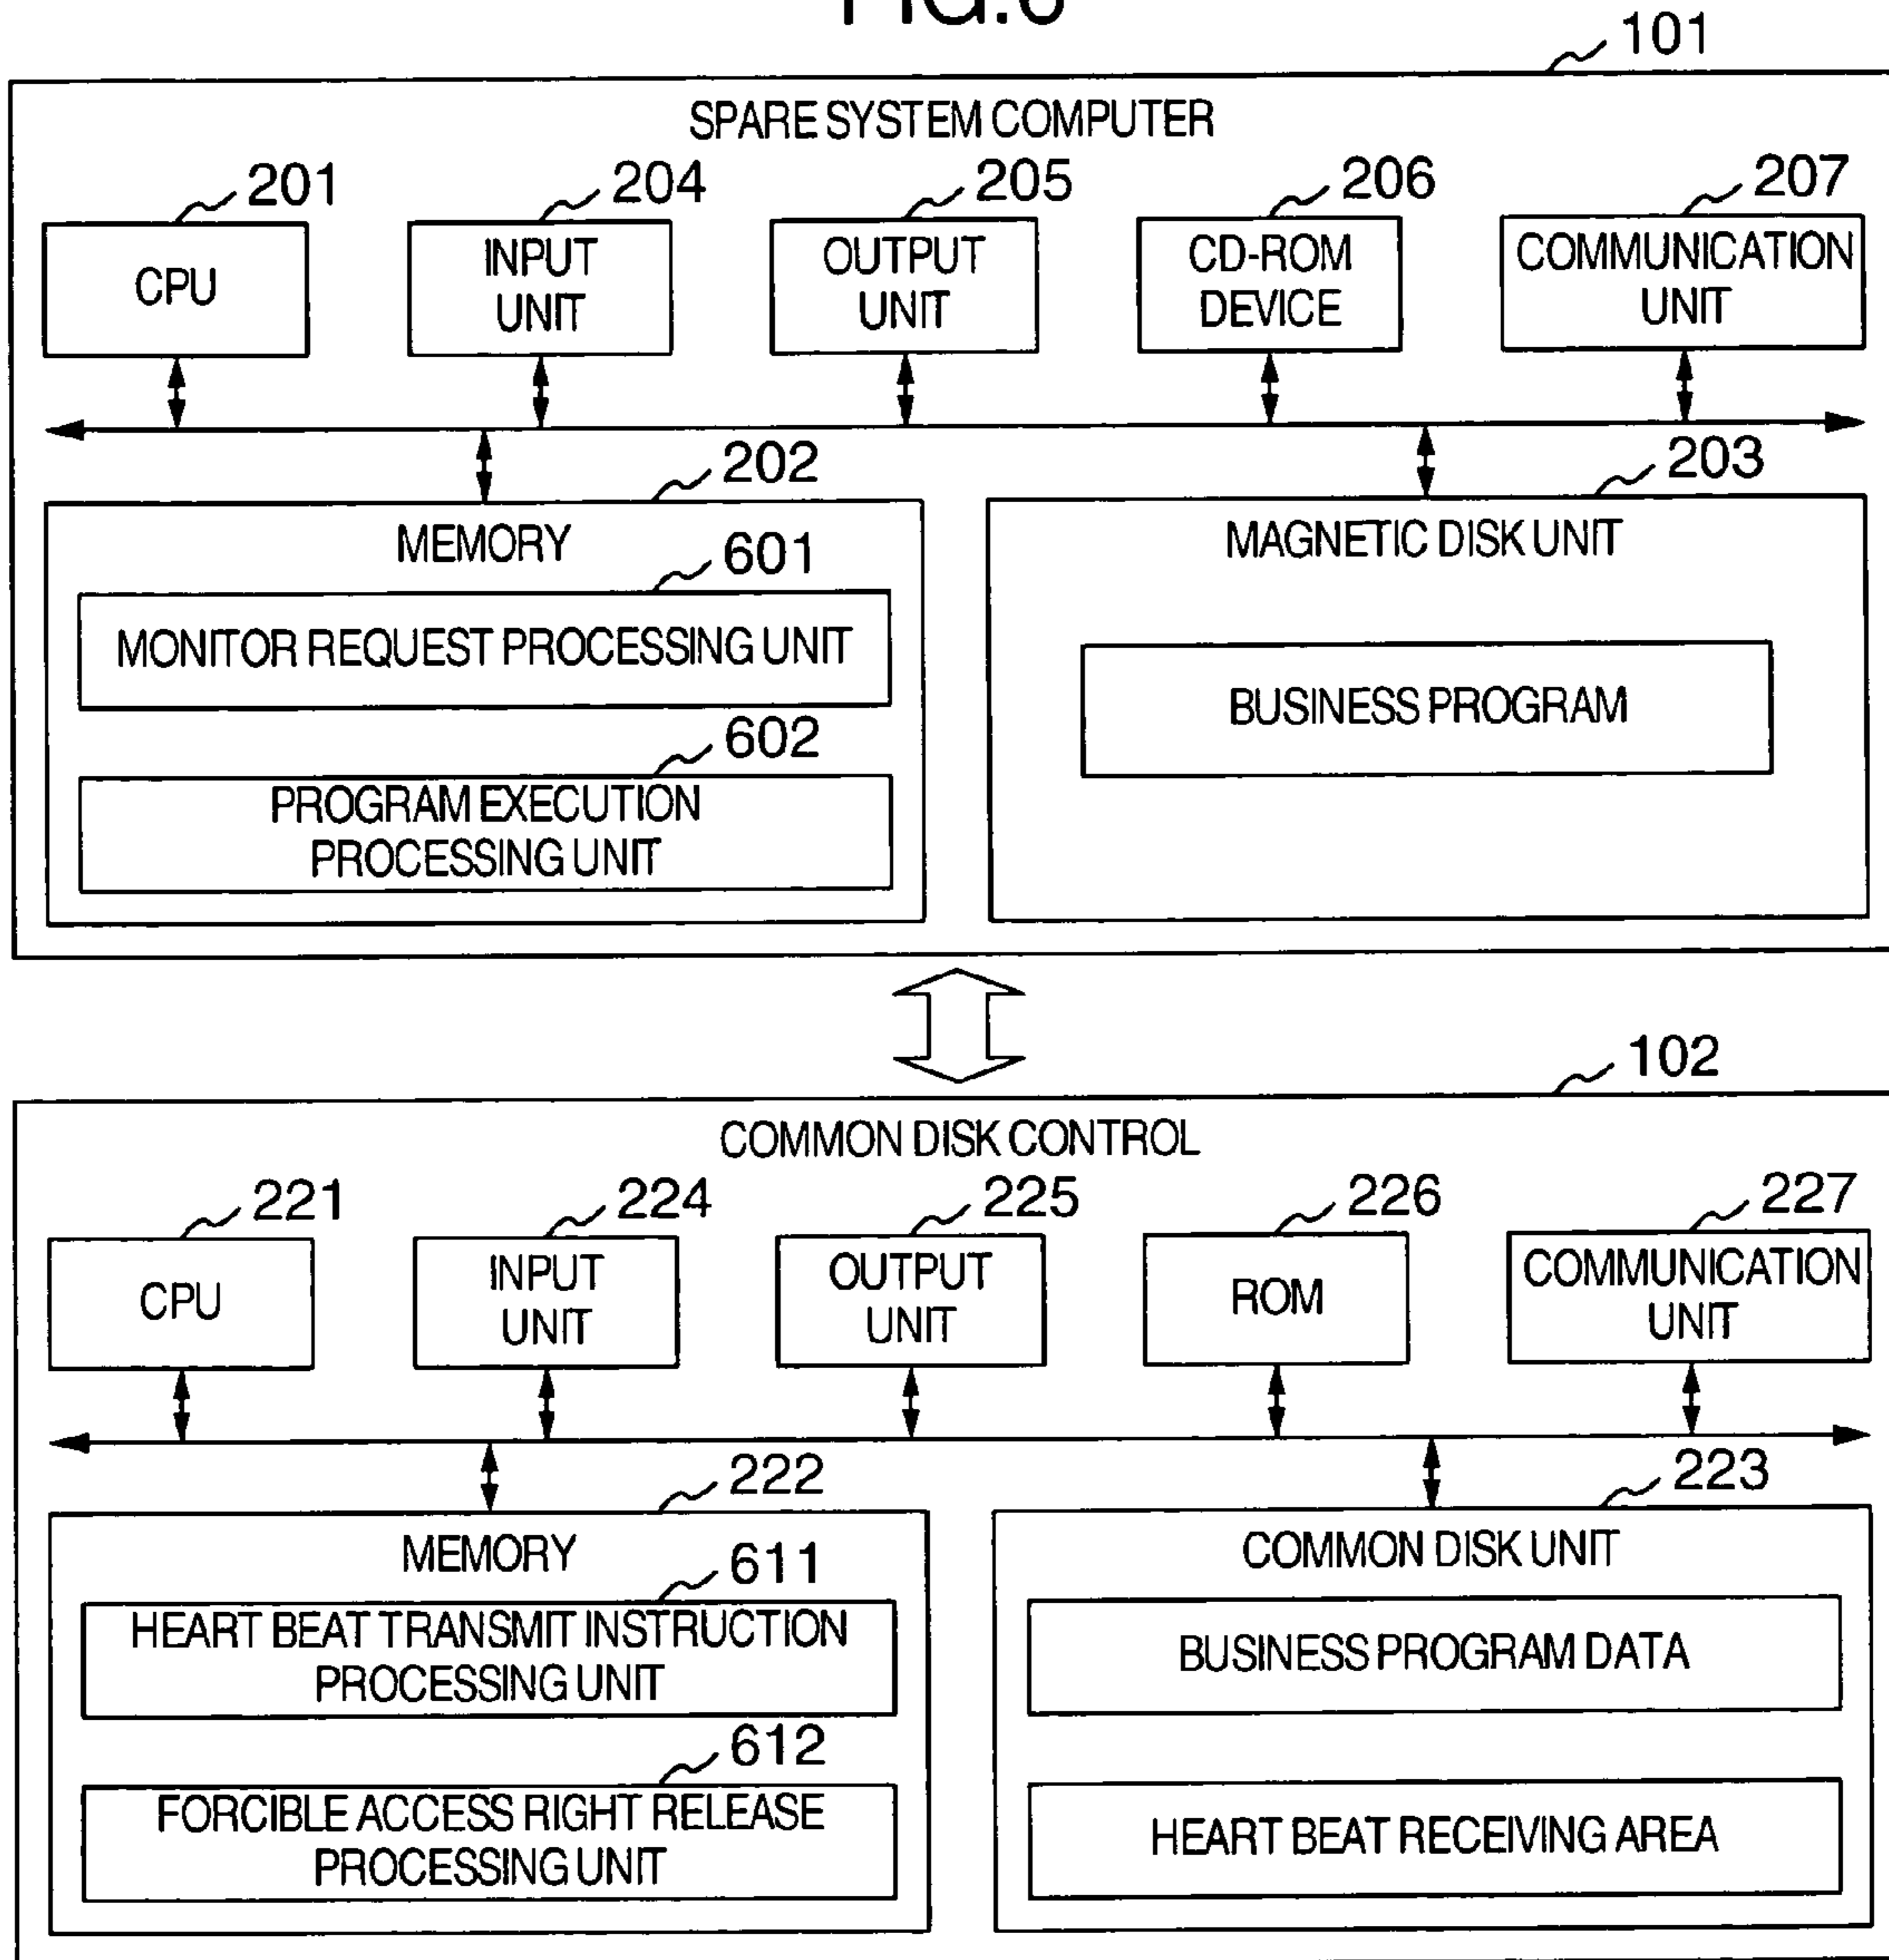 101
SPARE SYSTEM COMPUTER
201
204
205
206
207
CPU
INPUT
UNIT
OUTPUT
UNIT
CD-ROM
DEVICE
COMMUNICATION
UNIT
202
203
MEMORY
601
MONITOR REQUEST PROCESSING UNIT
602
PROGRAM EXECUTION
PROCESSING UNIT
MAGNETIC DISK UNIT
BUSINESS PROGRAM
102
COMMON DISK CONTROL
221
224
225
226
227
CPU
INPUT
UNIT
OUTPUT
UNIT
ROM
COMMUNICATION
UNIT
222
223
MEMORY
611
HEART BEAT TRANSMIT INSTRUCTION
PROCESSING UNIT
612
FORCIBLE ACCESS RIGHT RELEASE
PROCESSING UNIT
COMMON DISK UNIT
BUSINESS PROGRAM DATA
HEART BEAT RECEIVING AREA